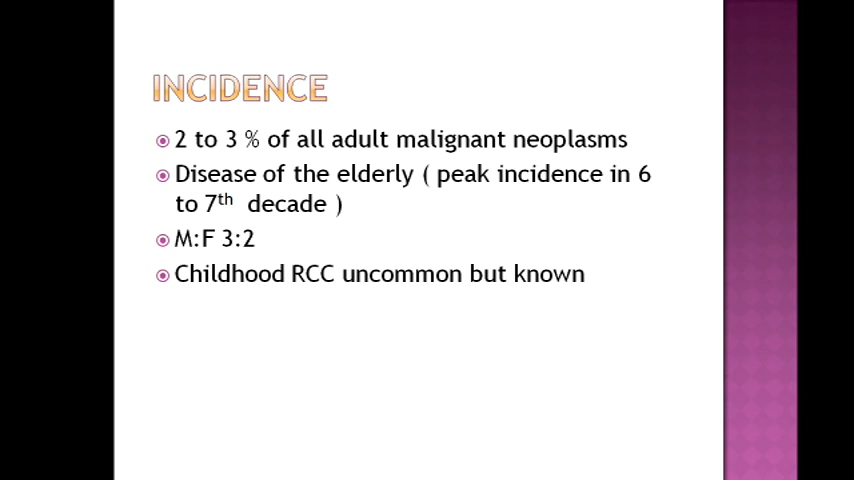 INCIDENCE
2 to 3 % of all adult malignant neoplasms
Disease of the elderly ( peak incidence in 6
to 7th decade )
M:F 3:2
Childhood RCC uncommon but known